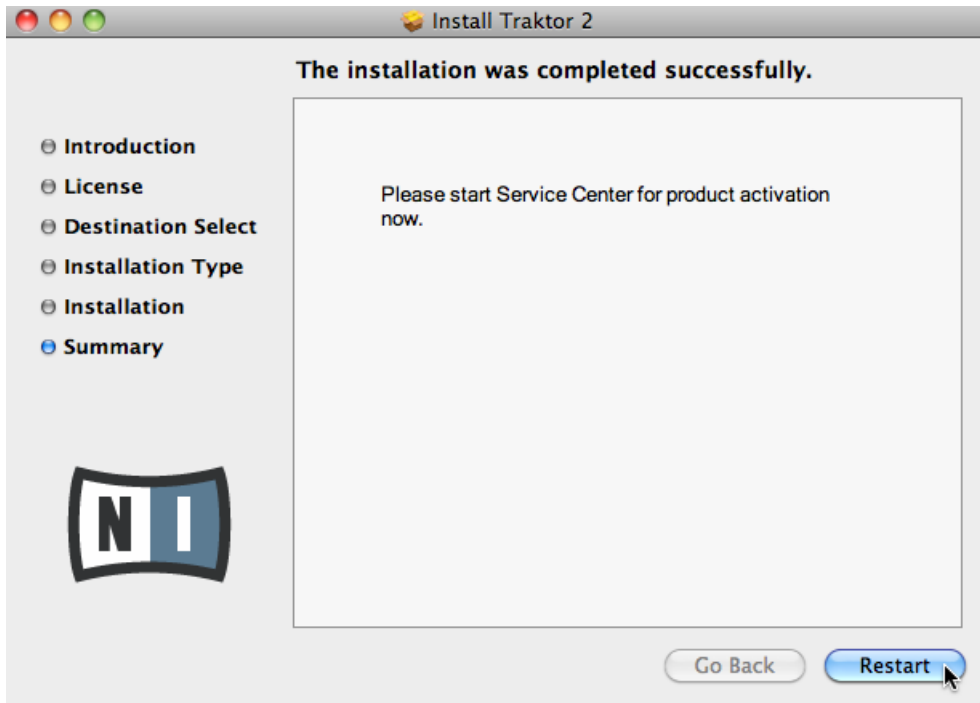 Install Traktor 2
The installation was completed successfully.
Introduction
License
Destination Select
Installation Type
Installation
Summary
Please start Service Center for product activation
now.
NI
Go Back
Restart